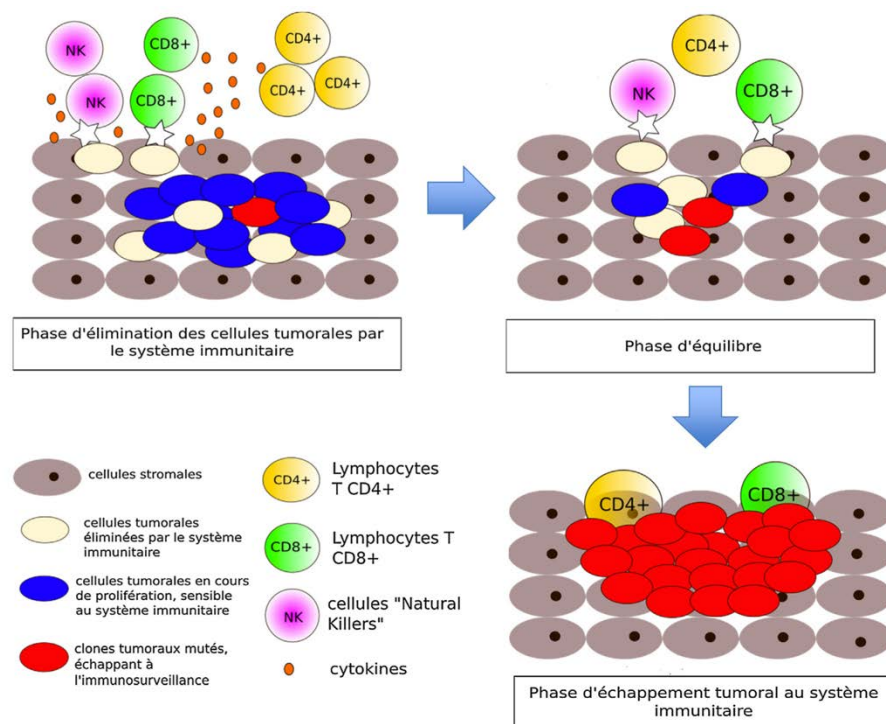 NK
CD8+
NK
CD8+
CD4+
CD4+
CD4+
Phase d'élimination des cellules tumorales par
le système immunitaire
CD4+
NK
CD8+
Phase d'équilibre
cellules stromales
cellules tumorales
éliminées par le système
immunitaire
cellules tumorales en cours
de prolifération, sensible
au système immunitaire
clones tumoraux mutés,
échappant à
l'immunosurveillance
CD4+
Lymphocytes
T CD4+
CD8+
Lymphocytes T
CD8+
NK
cellules "Natural
Killers"
cytokines
CD4+
CD8+
Phase d'échappement tumoral au système
immunitaire